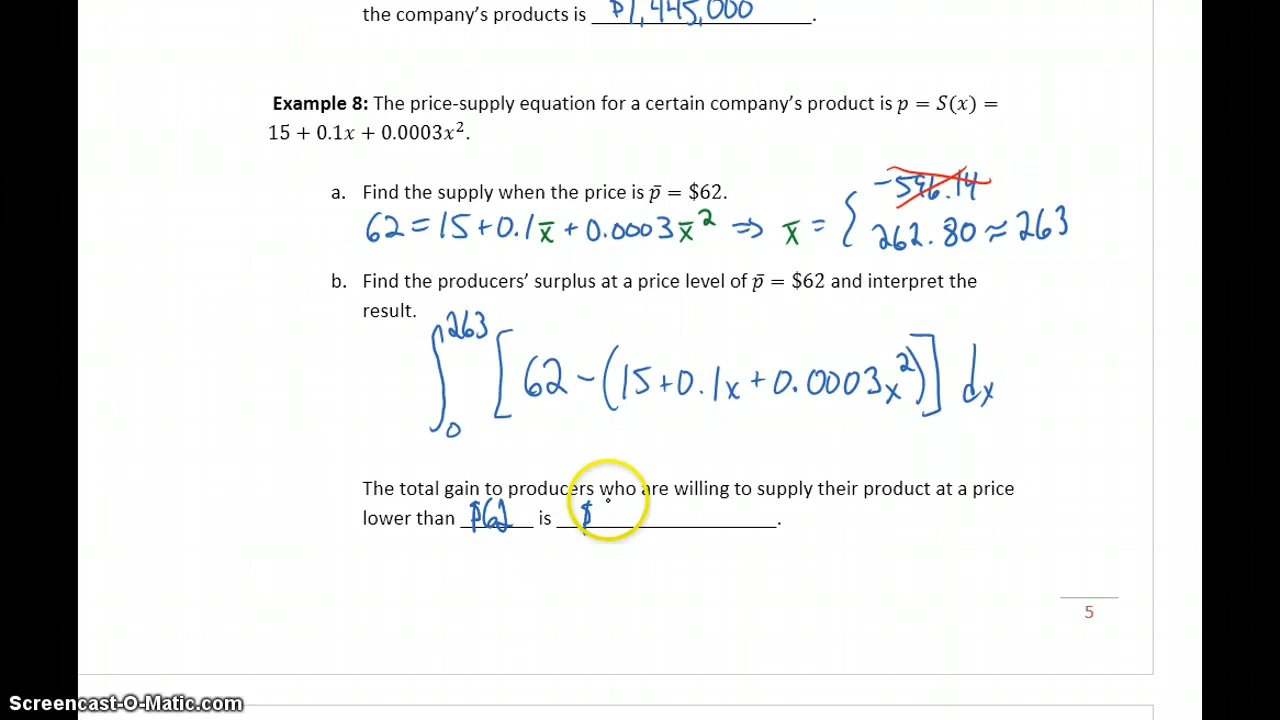 the company's products is $1,445,000.
Example 8: The price-supply equation for a certain company's product is p = S(x) =
15 + 0.1x + 0.0003x².
a. Find the supply when the price is p̄ = $62.
62 = 15 + 0.1x̄ + 0.0003x̄² ⇒ x̄ = { -596.14
262.80 ≈ 263
b. Find the producers' surplus at a price level of p̄ = $62 and interpret the
result.
∫₀²⁶³ [62 - (15 + 0.1x + 0.0003x²)] dx
The total gain to producers who are willing to supply their product at a price
lower than $62 is $.
5
Screencast-O-Matic.com